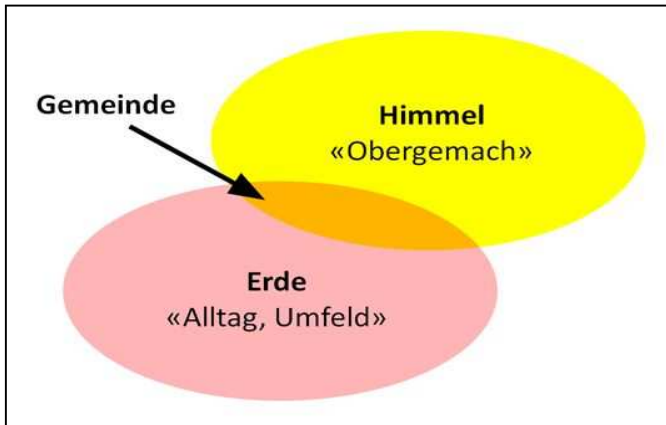 Gemeinde
Himmel
«Obergemach»
Erde
«Alltag, Umfeld»